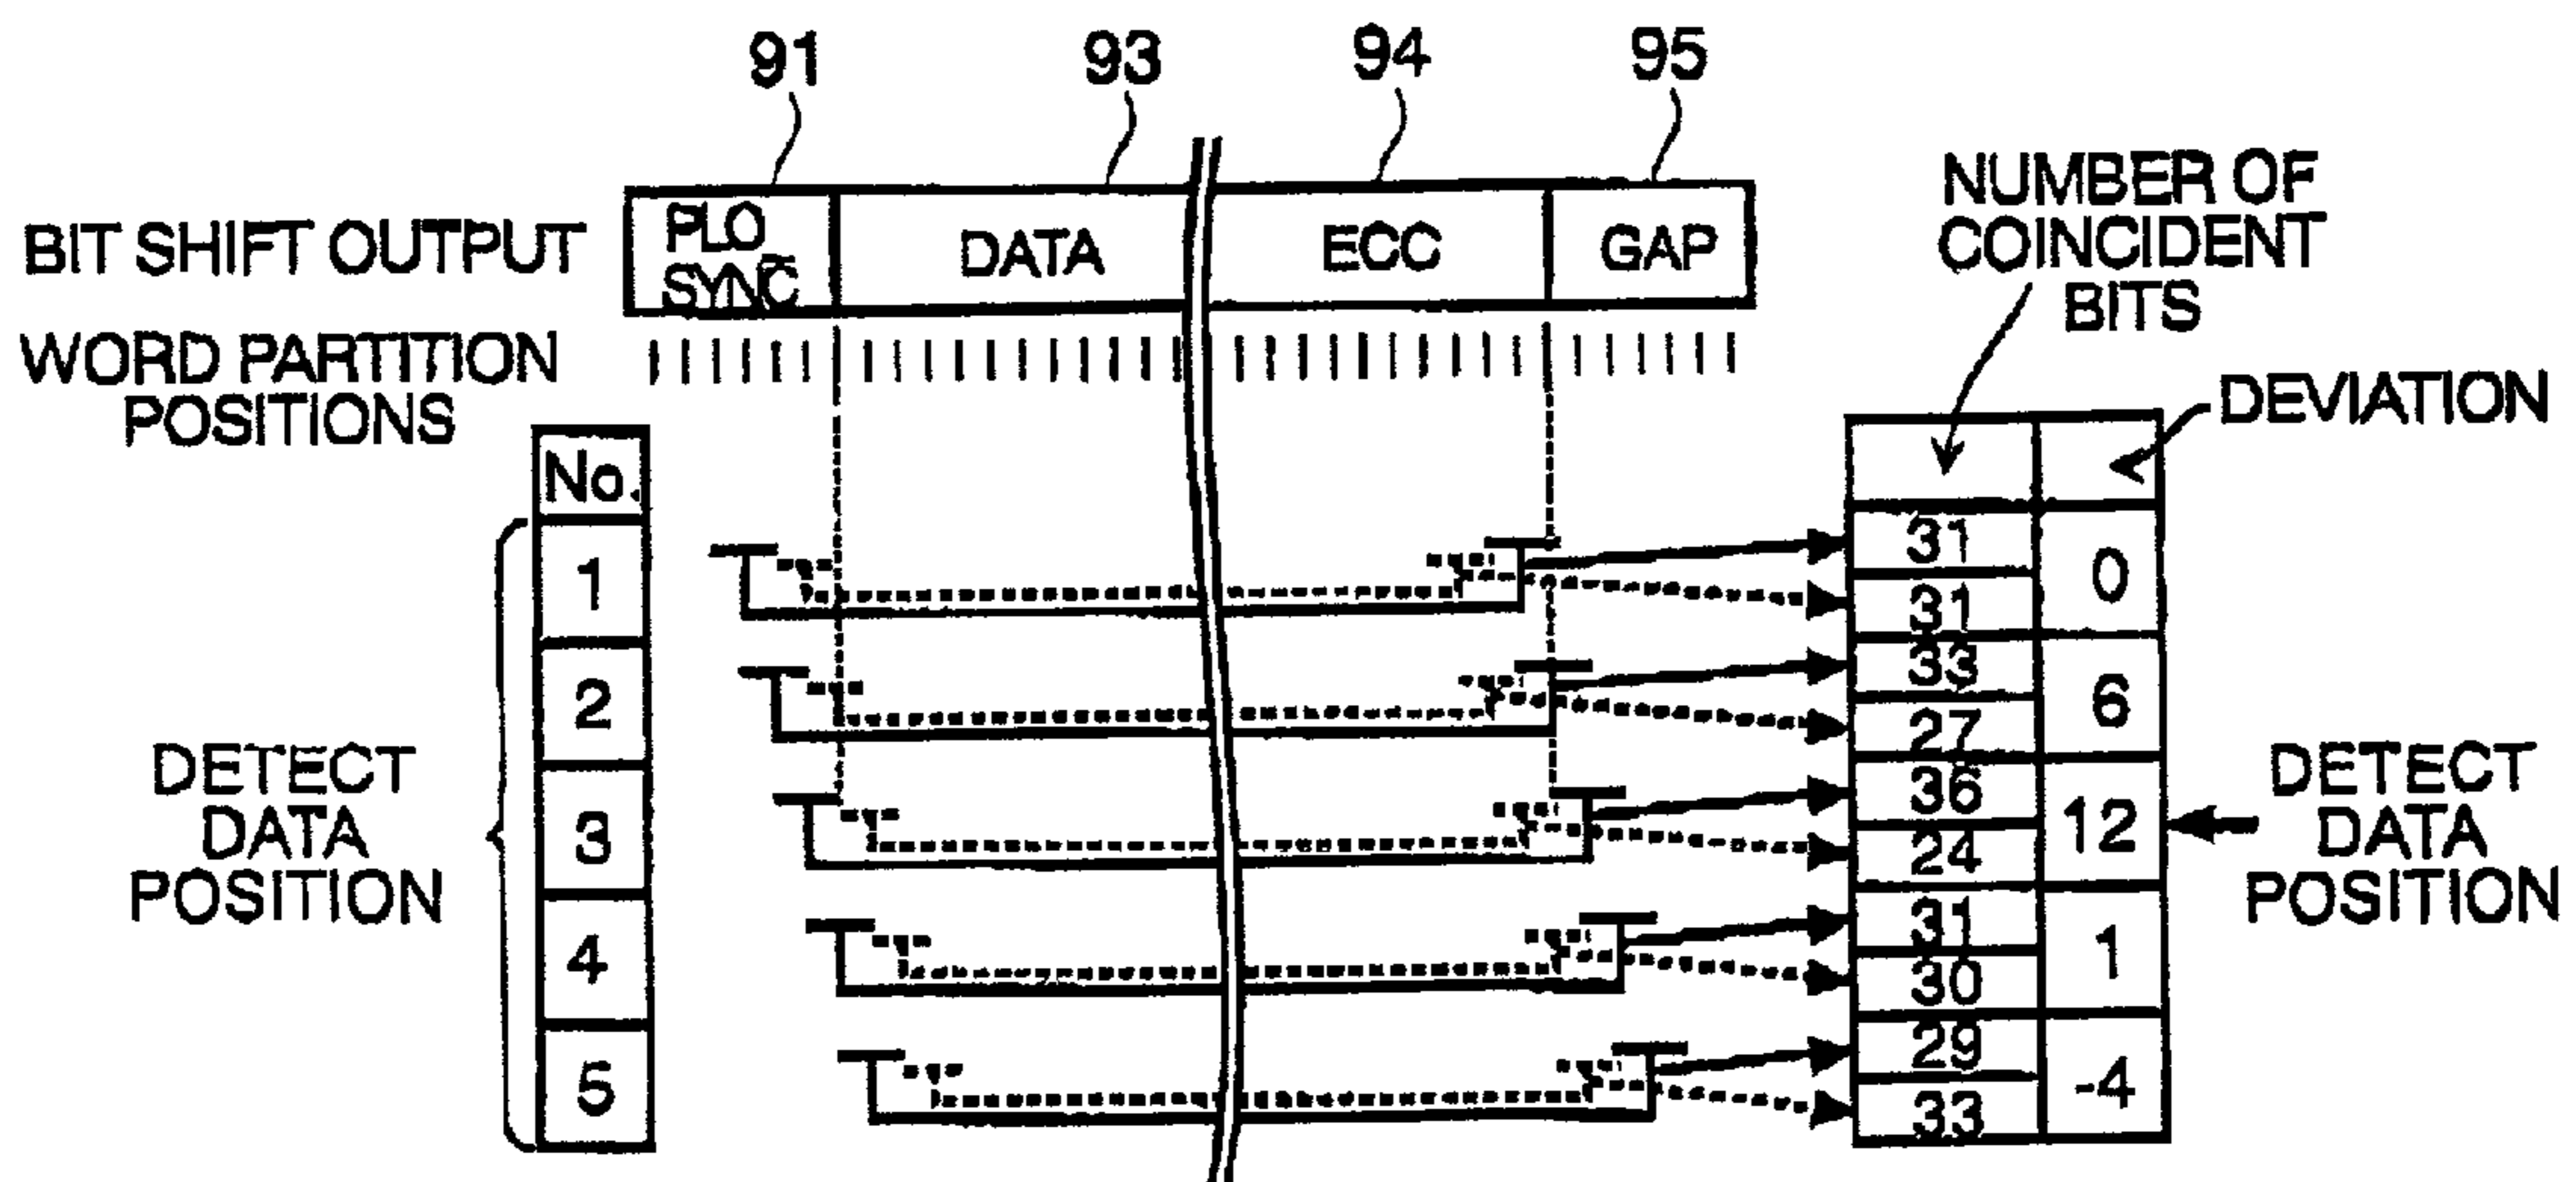 91 93 94 95
BIT SHIFT OUTPUT
PLO
SYNC
DATA
ECC
GAP
NUMBER OF
COINCIDENT
BITS
WORD PARTITION
POSITIONS
DEVIATION
No.
1
2
3
4
5
DETECT
DATA
POSITION
31
31
0
33
27
6
36
24
12
31
30
1
29
33
-4
DETECT
DATA
POSITION